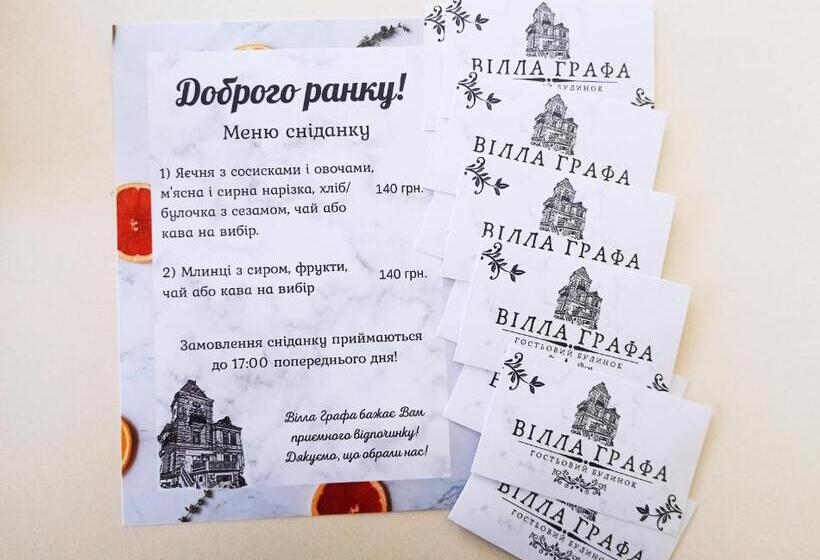 Доброго ранку!
Меню сніданку
1) Яєчня з сосисками і овочами,
м'ясна і сирна нарізка, хліб/
булочка з сезамом, чай або
кава на вибір.
140 грн.
2) Млинці з сиром, фрукти,
чай або кава на вибір
140 грн.
Замовлення сніданку приймаються
до 17:00 попереднього дня!
Вілла Графа бажає Вам
приємного відпочинку!
Дякуємо, що обрали нас!
ВІЛЛА ГРАФА
БУДИНОК
ВІЛЛА ГРАФА
ВІЛЛА ГРАФА
ВІЛЛА ГРАФА
ГОСТЬОВИЙ БУДИНОК
ВІЛЛА ГРАФА
ГОСТЬОВИЙ БУДИНОК
ВІЛЛА ГРАФА
ГОСТЬОВИЙ БУДИНОК